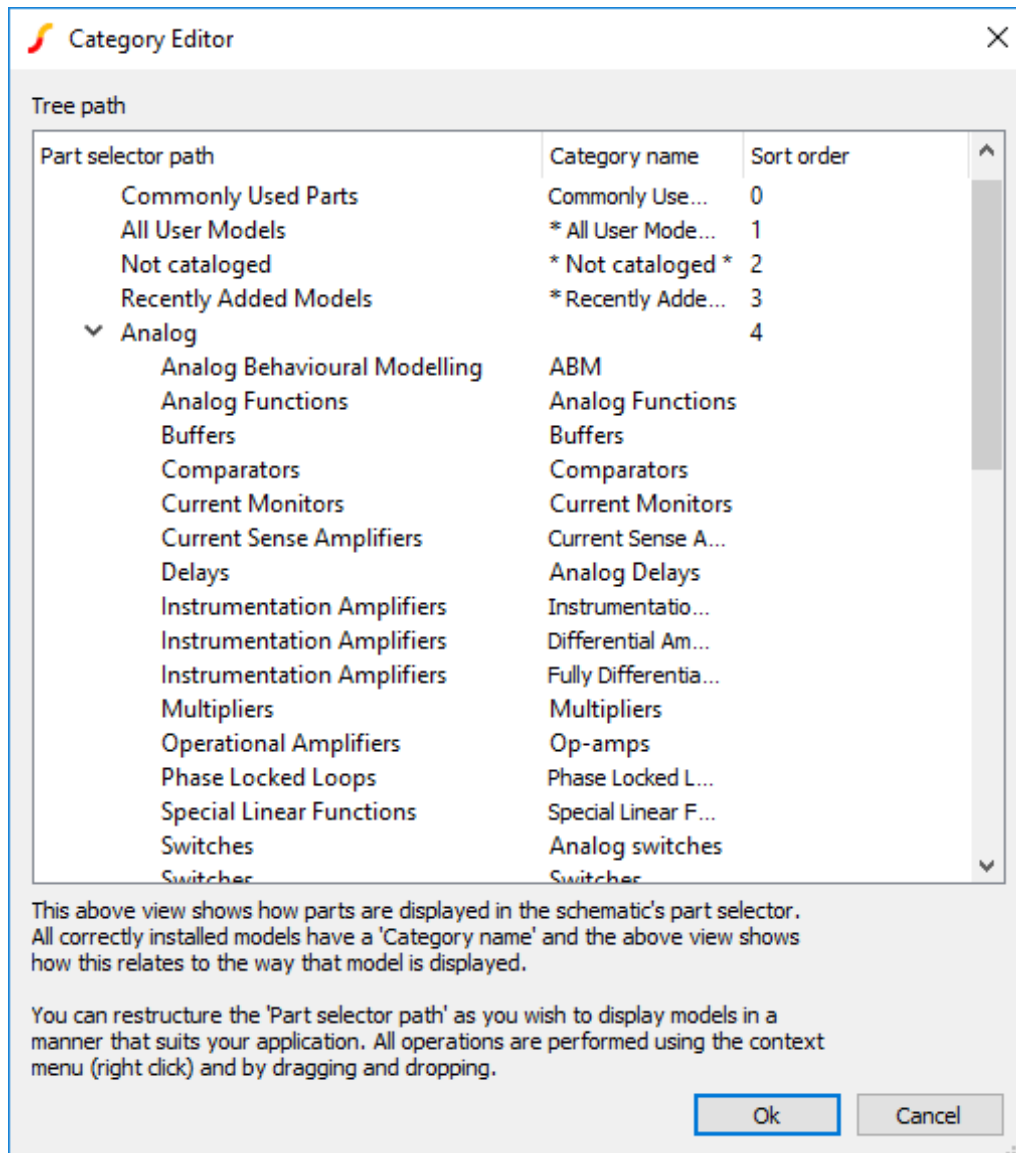 Category Editor
Tree path
Part selector path Category name Sort order
Commonly Used Parts Commonly Use... 0
All User Models * All User Mode... 1
Not cataloged * Not cataloged * 2
Recently Added Models * Recently Adde... 3
Analog 4
Analog Behavioural Modelling ABM
Analog Functions Analog Functions
Buffers Buffers
Comparators Comparators
Current Monitors Current Monitors
Current Sense Amplifiers Current Sense A...
Delays Analog Delays
Instrumentation Amplifiers Instrumentatio...
Instrumentation Amplifiers Differential Am...
Instrumentation Amplifiers Fully Differentia...
Multipliers Multipliers
Operational Amplifiers Op-amps
Phase Locked Loops Phase Locked L...
Special Linear Functions Special Linear F...
Switches Analog switches
Switches Switches
This above view shows how parts are displayed in the schematic's part selector.
All correctly installed models have a 'Category name' and the above view shows
how this relates to the way that model is displayed.
You can restructure the 'Part selector path' as you wish to display models in a
manner that suits your application. All operations are performed using the context
menu (right click) and by dragging and dropping.
Ok Cancel